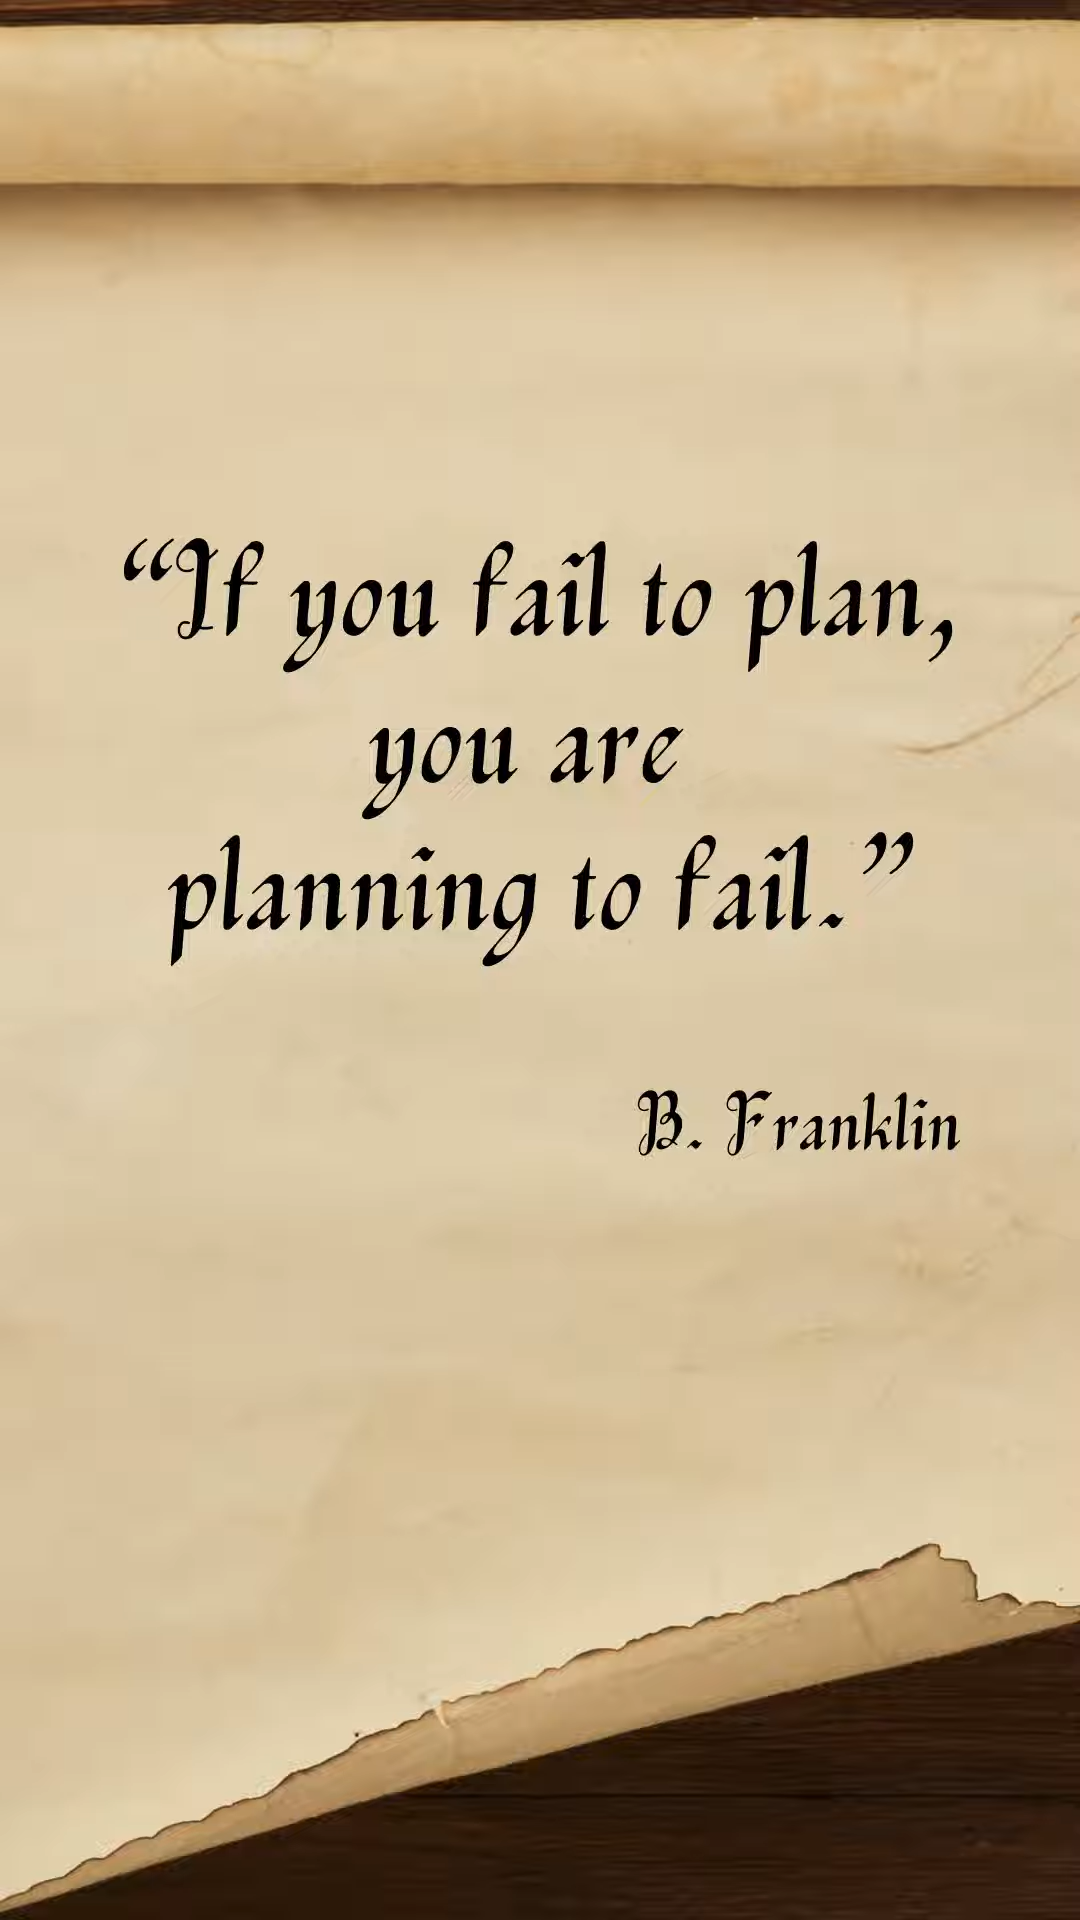 “If you fail to plan,
you are
planning to fail.”
B. Franklin